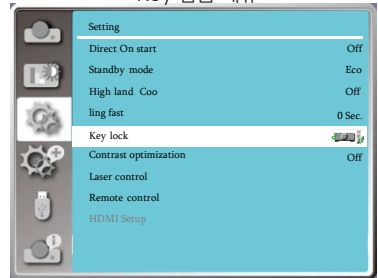 Setting
Direct On start Off
Standby mode Eco
High land Coo Off
ling fast 0 Sec.
Key lock
Contrast optimization Off
Laser control
Remote control
HDMI Setup